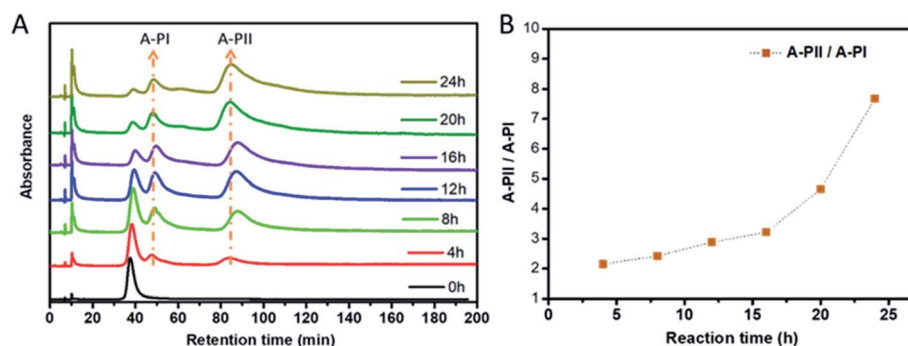 A
A-PI
A-PII
24h
20h
16h
12h
8h
4h
0h
Absorbance
0 20 40 60 80 100 120 140 160 180 200
Retention time (min)
B
A-PII / A-PI
10
9
8
7
6
5
4
3
2
1
A-PII / A-PI
0 5 10 15 20 25
Reaction time (h)